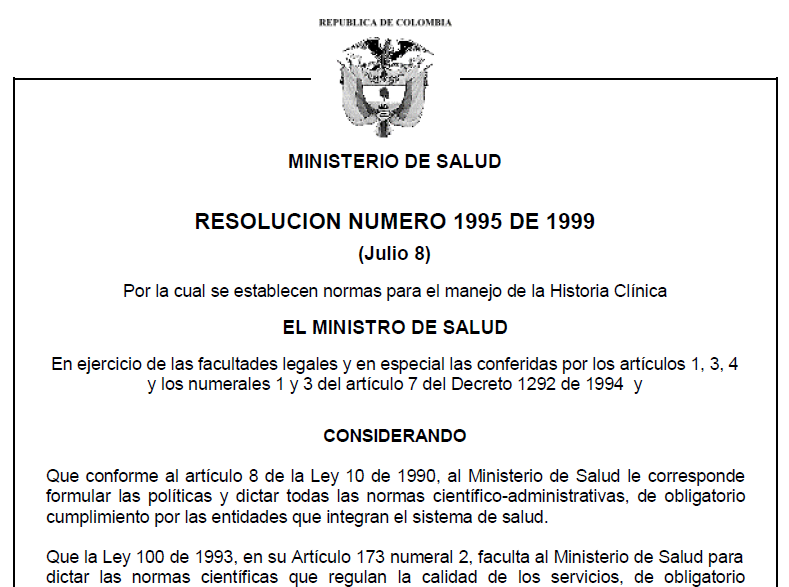 REPUBLICA DE COLOMBIA
MINISTERIO DE SALUD
RESOLUCION NUMERO 1995 DE 1999
(Julio 8)
Por la cual se establecen normas para el manejo de la Historia Clínica
EL MINISTRO DE SALUD
En ejercicio de las facultades legales y en especial las conferidas por los artículos 1, 3, 4
y los numerales 1 y 3 del artículo 7 del Decreto 1292 de 1994 y
CONSIDERANDO
Que conforme al artículo 8 de la Ley 10 de 1990, al Ministerio de Salud le corresponde
formular las políticas y dictar todas las normas científico-administrativas, de obligatorio
cumplimiento por las entidades que integran el sistema de salud.
Que la Ley 100 de 1993, en su Artículo 173 numeral 2, faculta al Ministerio de Salud para
dictar las normas científicas que regulan la calidad de los servicios, de obligatorio